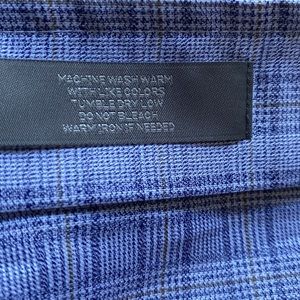 MACHINE WASH WARM
WITH LIKE COLORS
TUMBLE DRY LOW
DO NOT BLEACH
WARM IRON IF NEEDED